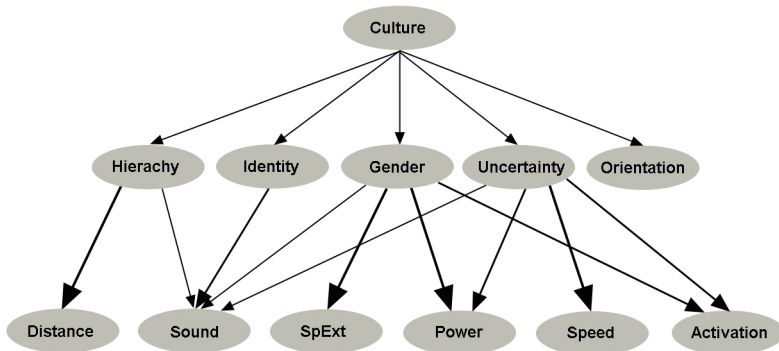 Culture
Hierachy
Identity
Gender
Uncertainty
Orientation
Distance
Sound
SpExt
Power
Speed
Activation